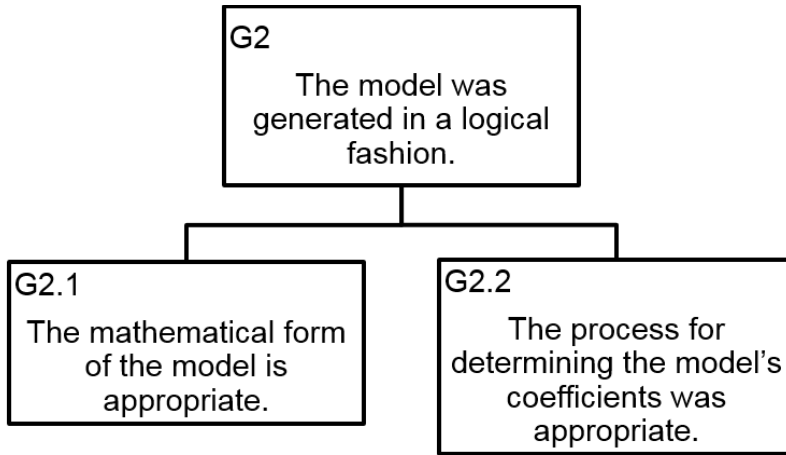 G2
The model was
generated in a logical
fashion.
G2.1
The mathematical form
of the model is
appropriate.
G2.2
The process for
determining the model's
coefficients was
appropriate.